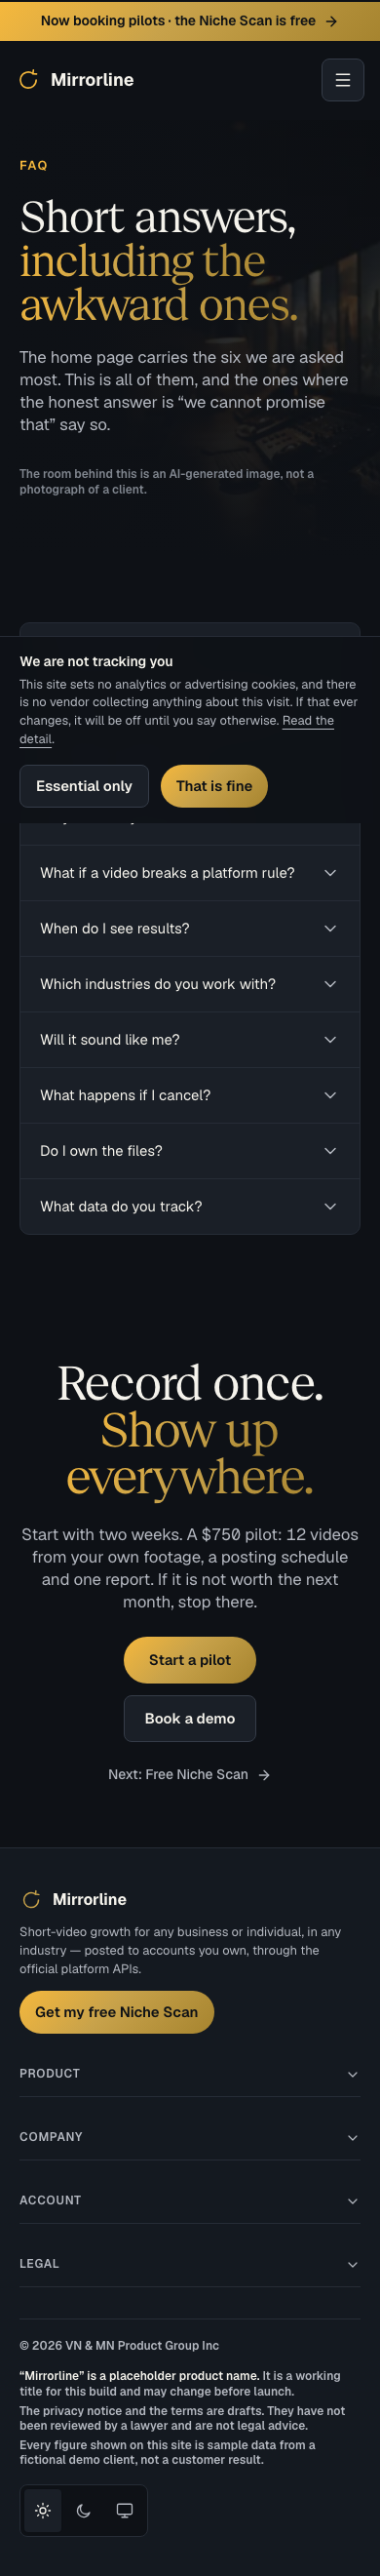 Now booking pilots · the Niche Scan is free
Mirrorline
FAQ
Short answers,
including the
awkward ones.
The home page carries the six we are asked
most. This is all of them, and the ones where
the honest answer is “we cannot promise
that” say so.
The room behind this is an AI-generated image, not a
photograph of a client.
We are not tracking you
This site sets no analytics or advertising cookies, and there
is no vendor collecting anything about this visit. If that ever
changes, it will be off until you say otherwise. Read the
detail.
Essential only
That is fine
What if a video breaks a platform rule?
When do I see results?
Which industries do you work with?
Will it sound like me?
What happens if I cancel?
Do I own the files?
What data do you track?
Record once.
Show up
everywhere.
Start with two weeks. A $750 pilot: 12 videos
from your own footage, a posting schedule
and one report. If it is not worth the next
month, stop there.
Start a pilot
Book a demo
Next: Free Niche Scan
Mirrorline
Short-video growth for any business or individual, in any
industry — posted to accounts you own, through the
official platform APIs.
Get my free Niche Scan
PRODUCT
COMPANY
ACCOUNT
LEGAL
© 2026 VN & MN Product Group Inc
“Mirrorline” is a placeholder product name. It is a working
title for this build and may change before launch.
The privacy notice and the terms are drafts. They have not
been reviewed by a lawyer and are not legal advice.
Every figure shown on this site is sample data from a
fictional demo client, not a customer result.